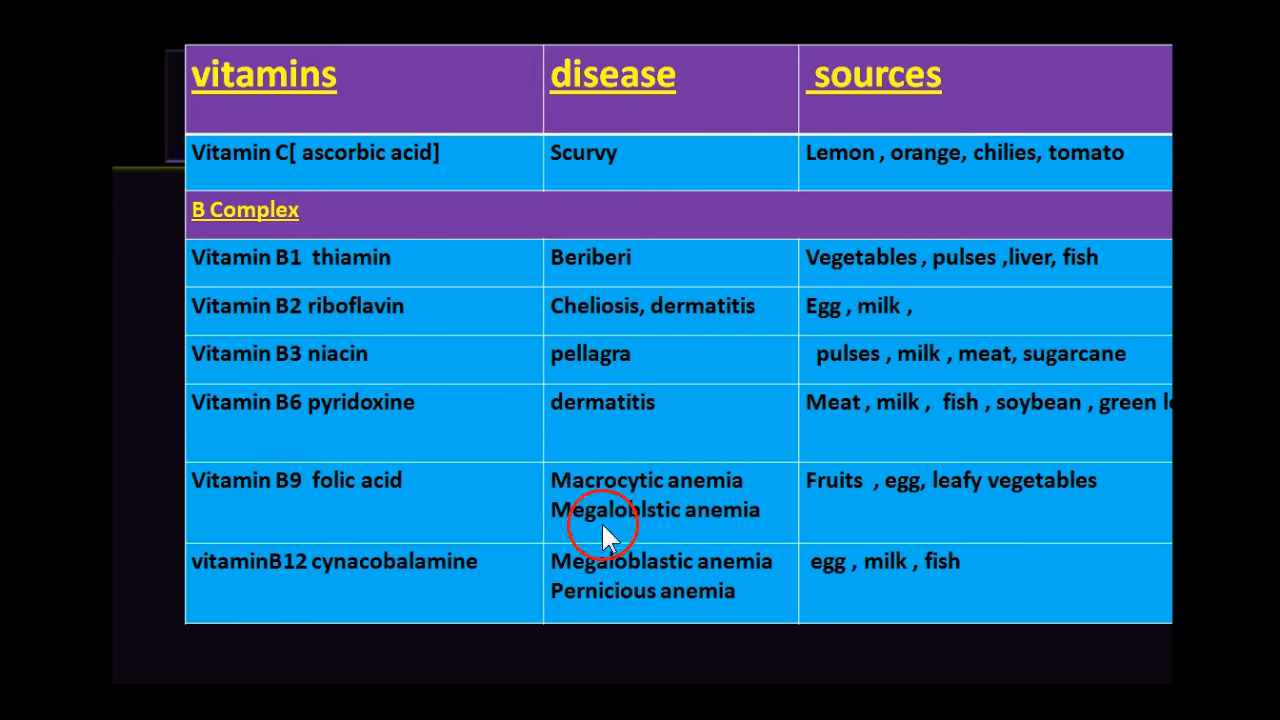 vitamins disease sources
Vitamin C[ ascorbic acid] Scurvy Lemon , orange, chilies, tomato
B Complex
Vitamin B1 thiamin Beriberi Vegetables , pulses ,liver, fish
Vitamin B2 riboflavin Cheliosis, dermatitis Egg , milk ,
Vitamin B3 niacin pellagra pulses , milk , meat, sugarcane
Vitamin B6 pyridoxine dermatitis Meat , milk , fish , soybean , green
Vitamin B9 folic acid Macrocytic anemia Fruits , egg, leafy vegetables
Megaloblstic anemia
vitaminB12 cynacobalamine Megaloblastic anemia egg , milk , fish
Pernicious anemia